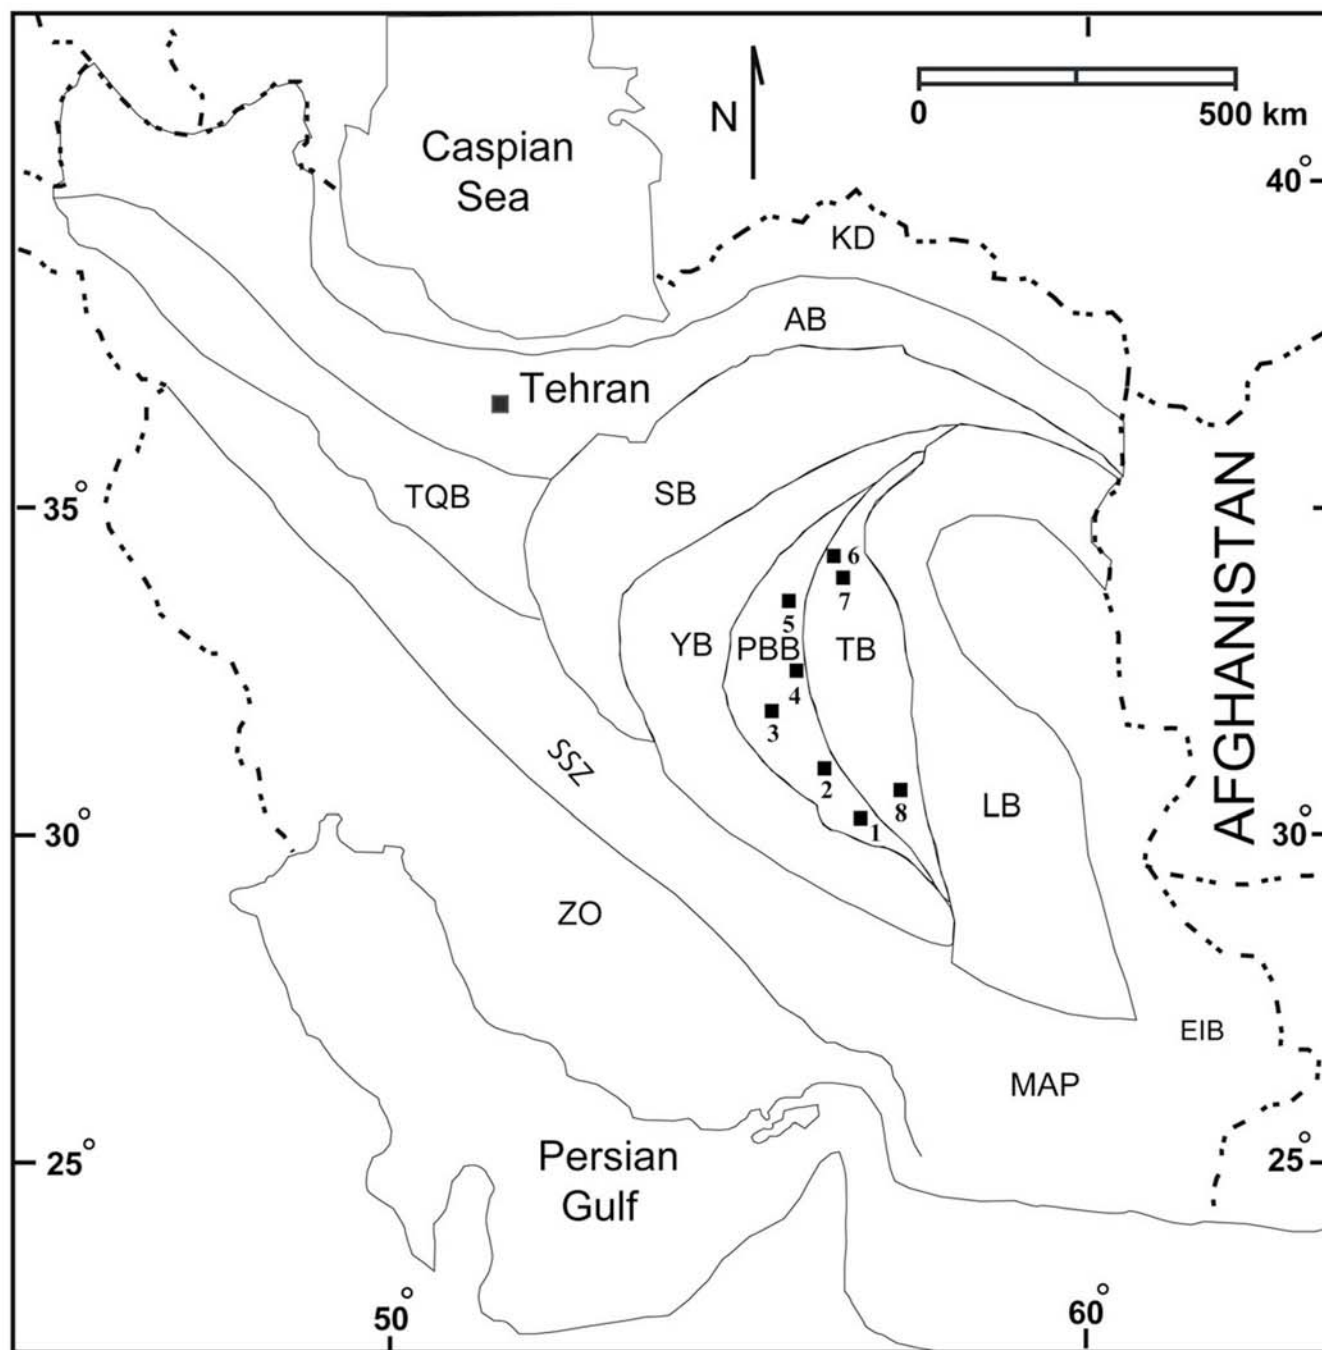 N
0
500 km
Caspian
Sea
40°
KD
AB
Tehran
35°
TQB
SB
AFGHANISTAN
6
7
5
YB
PBB
TB
4
3
SSZ
2
8
LB
1
30°
30°
ZO
EIB
MAP
25°
Persian
Gulf
25°
50°
60°